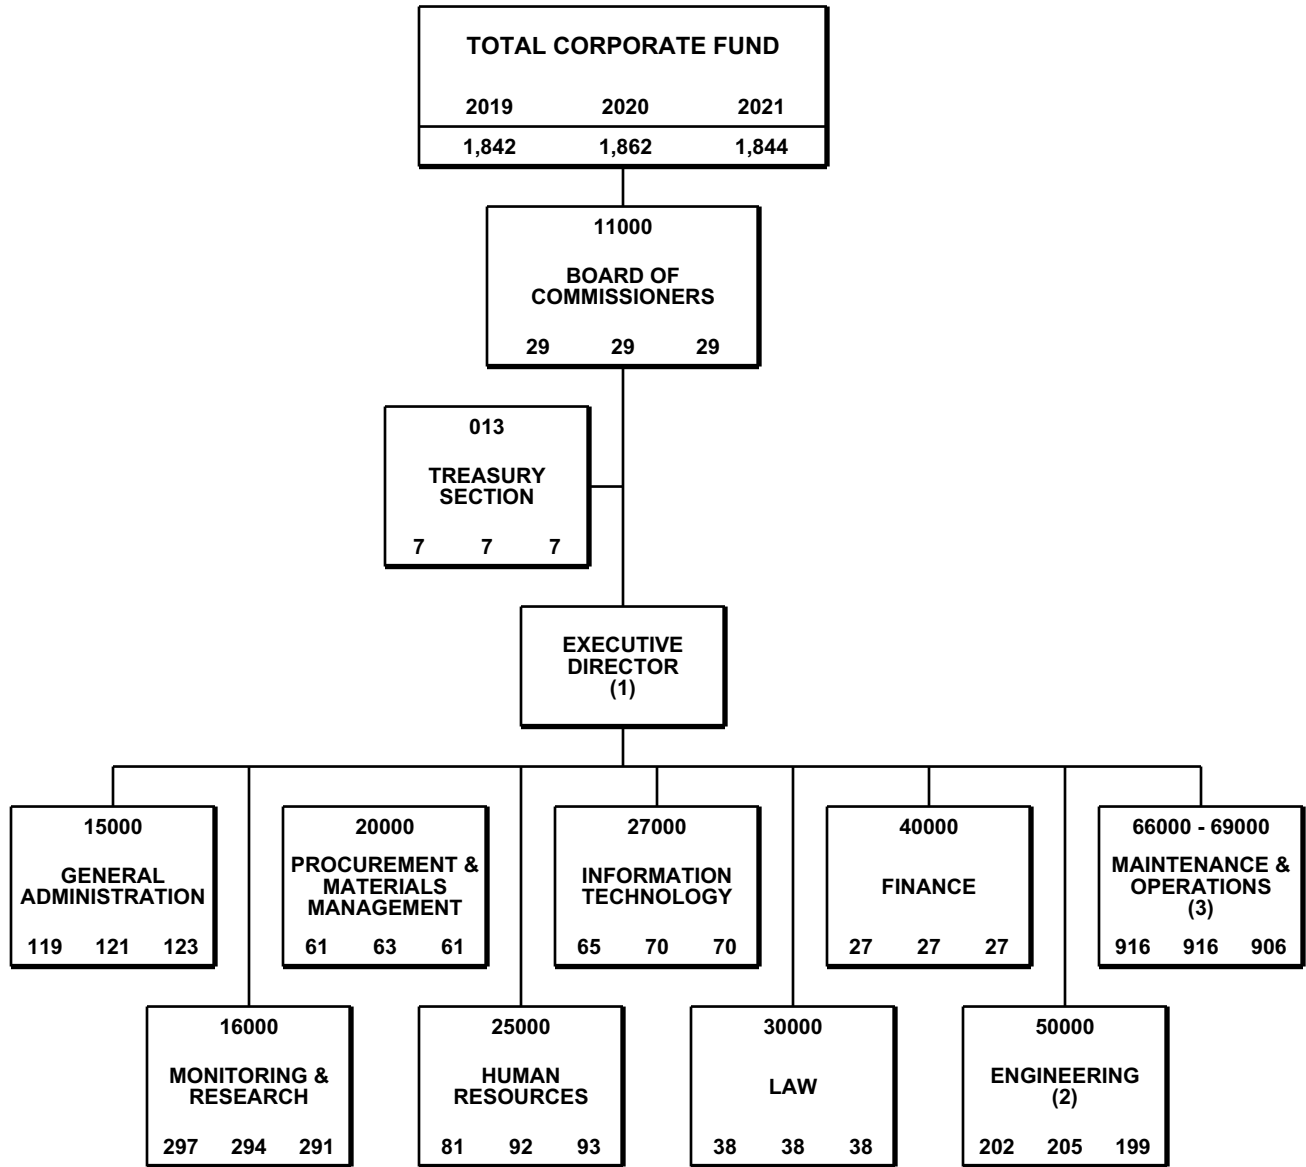 TOTAL CORPORATE FUND
2019 2020 2021
1,842 1,862 1,844
11000
BOARD OF
COMMISSIONERS
29 29 29
013
TREASURY
SECTION
7 7 7
EXECUTIVE
DIRECTOR
(1)
15000
GENERAL
ADMINISTRATION
119 121 123
20000
PROCUREMENT &
MATERIALS
MANAGEMENT
61 63 61
27000
INFORMATION
TECHNOLOGY
65 70 70
40000
FINANCE
27 27 27
66000 - 69000
MAINTENANCE &
OPERATIONS
(3)
916 916 906
16000
MONITORING &
RESEARCH
297 294 291
25000
HUMAN
RESOURCES
81 92 93
30000
LAW
38 38 38
50000
ENGINEERING
(2)
202 205 199